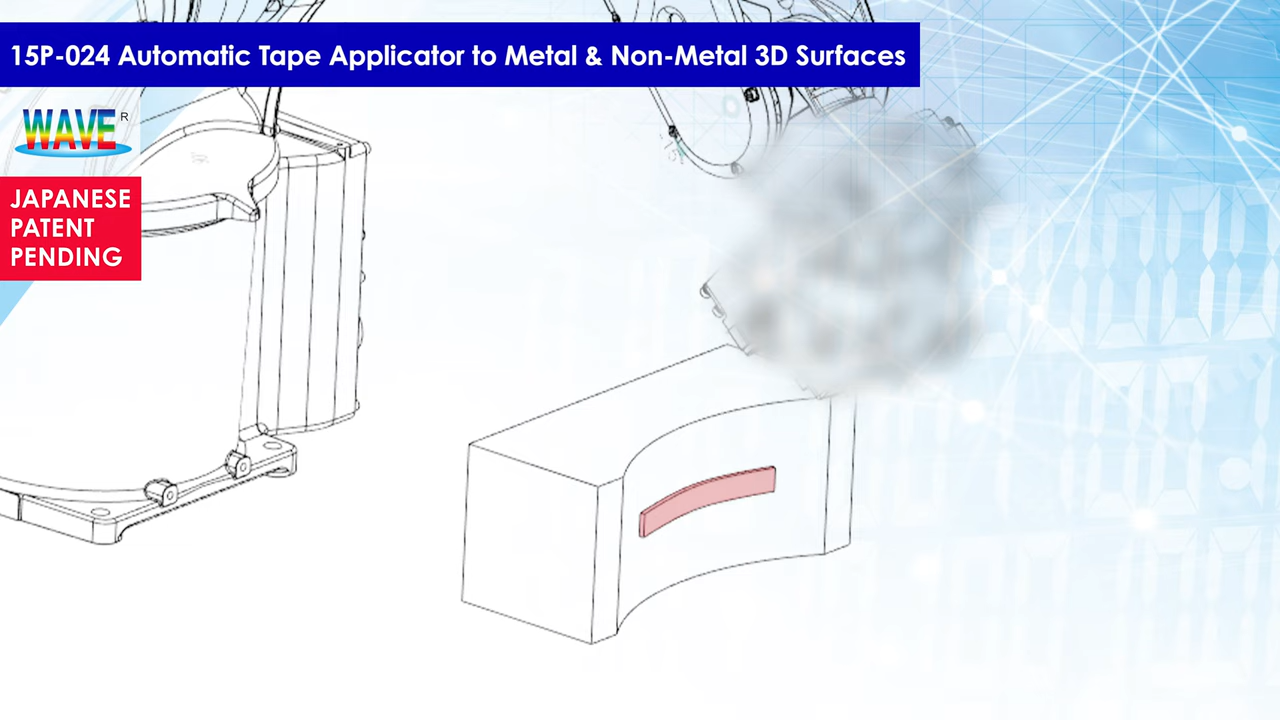 15P-024 Automatic Tape Applicator to Metal & Non-Metal 3D Surfaces
WAVE R
JAPANESE
PATENT
PENDING